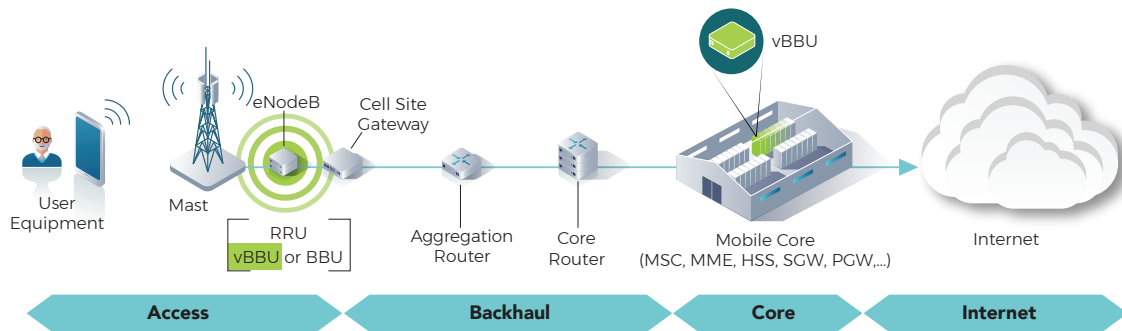 vBBU
eNodeB
Cell Site
Gateway
User
Equipment
Mast
RRU
vBBU or BBU
Aggregation
Router
Core
Router
Mobile Core
(MSC, MME, HSS, SGW, PGW,...)
Internet
Access
Backhaul
Core
Internet